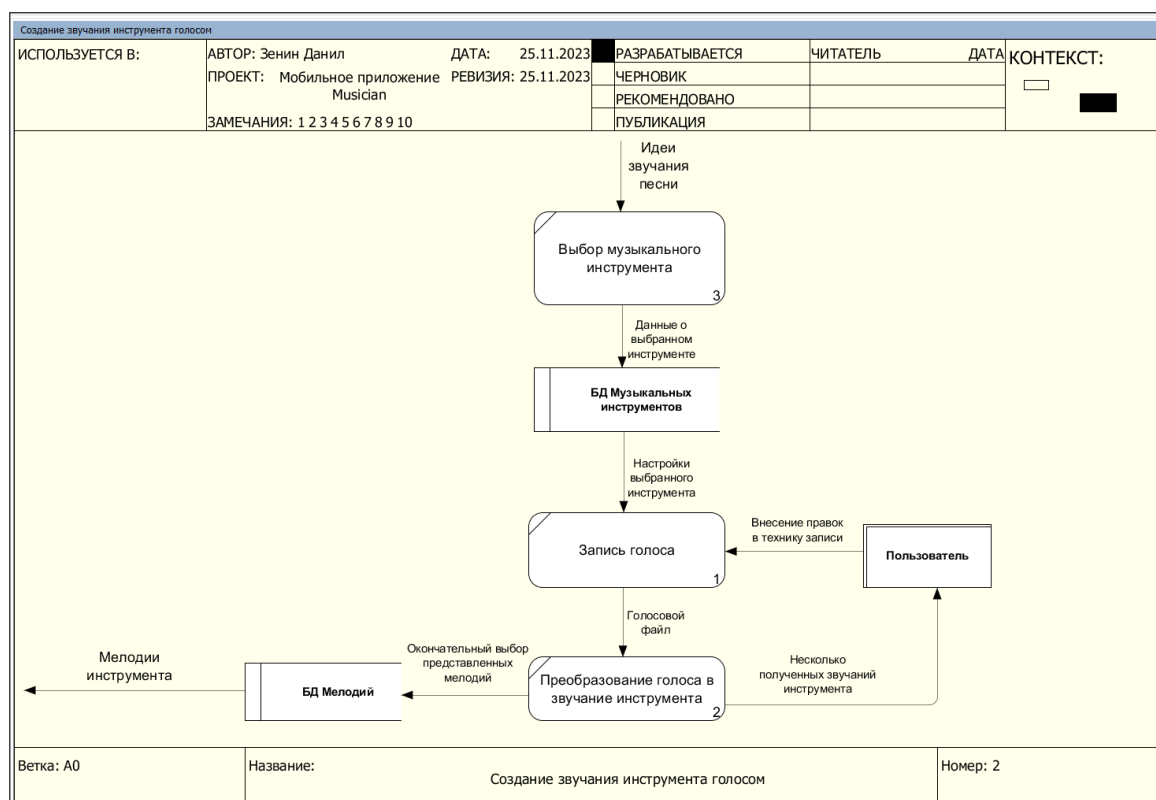 Создание звучания инструмента голосом
ИСПОЛЬЗУЕТСЯ В:
АВТОР: Зенин Данил
ДАТА: 25.11.2023
ПРОЕКТ: Мобильное приложение
Musician
РЕВИЗИЯ: 25.11.2023
ЗАМЕЧАНИЯ: 1 2 3 4 5 6 7 8 9 10
РАЗРАБАТЫВАЕТСЯ
ЧЕРНОВИК
РЕКОМЕНДОВАНО
ПУБЛИКАЦИЯ
ЧИТАТЕЛЬ
ДАТА
КОНТЕКСТ:
Идеи
звучания
песни
Выбор музыкального
инструмента
3
Данные о
выбранном
инструменте
БД Музыкальных
инструментов
Настройки
выбранного
инструмента
Запись голоса
1
Внесение правок
в технику записи
Пользователь
Голосовой
файл
Преобразование голоса в
звучание инструмента
2
Несколько
полученных звучаний
инструмента
Окончательный выбор
представленных
мелодий
БД Мелодий
Мелодии
инструмента
Ветка: A0
Название:
Создание звучания инструмента голосом
Номер: 2